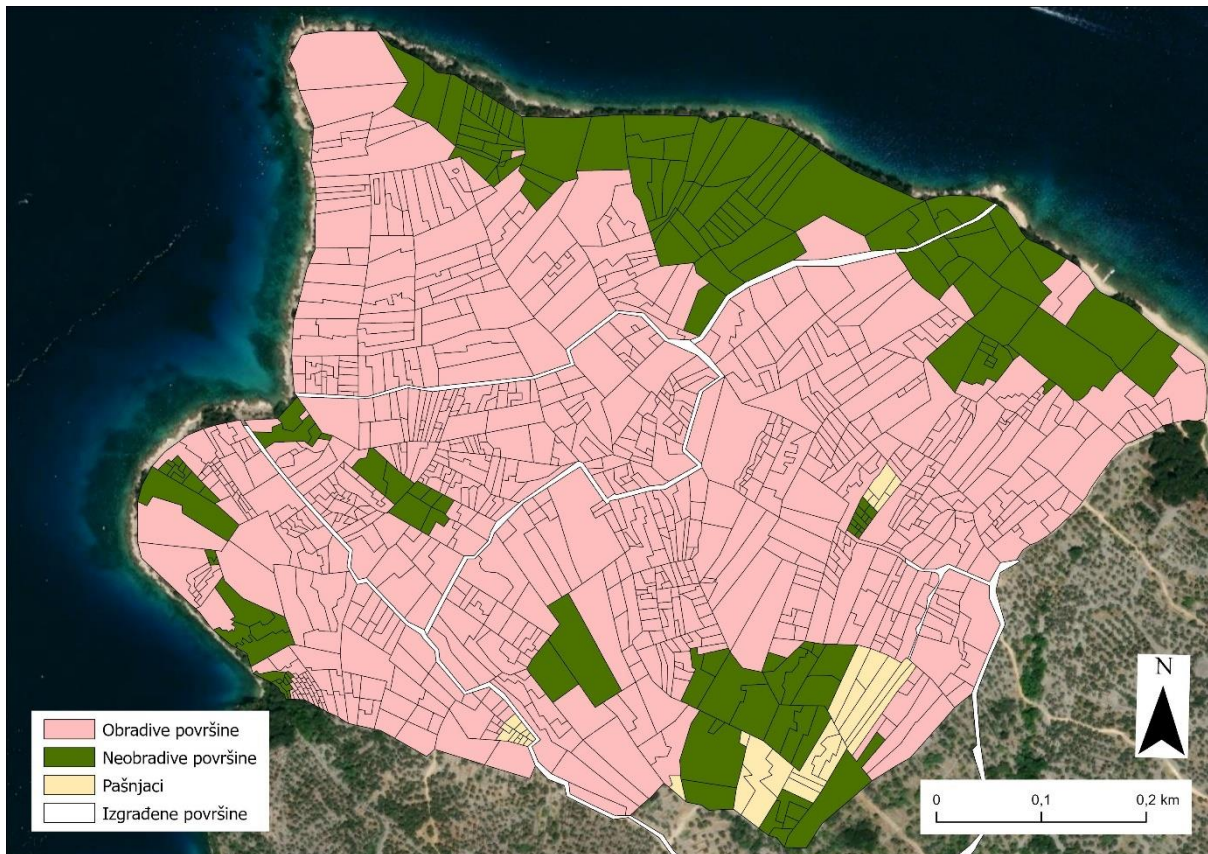 Obradive površine
Neobradive površine
Pašnjaci
Izgrađene površine
N
0 0,1 0,2 km